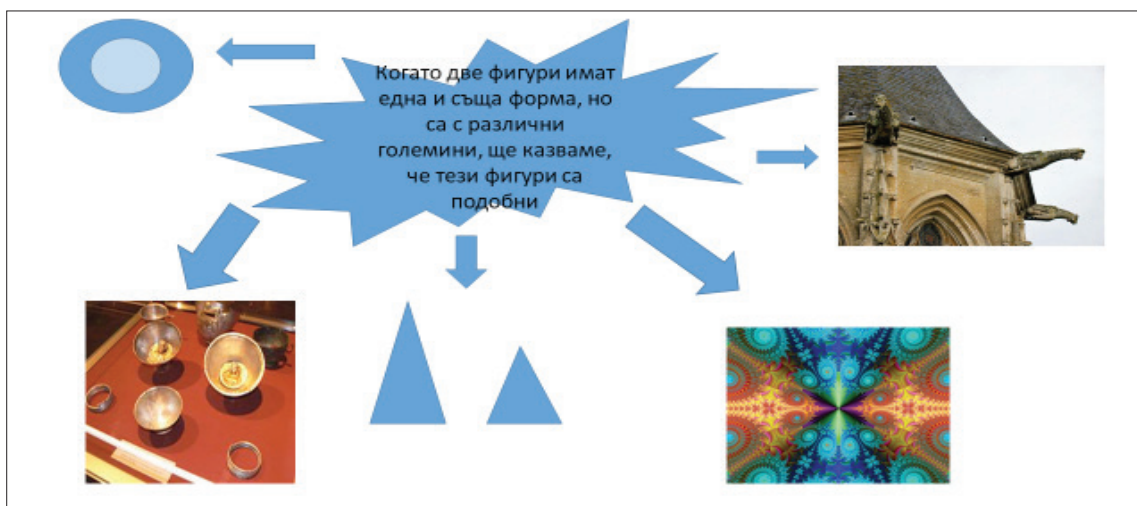 Когато две фигури имат
една и съща форма, но
са с различни
големини, ще казваме,
че тези фигури са
подобни